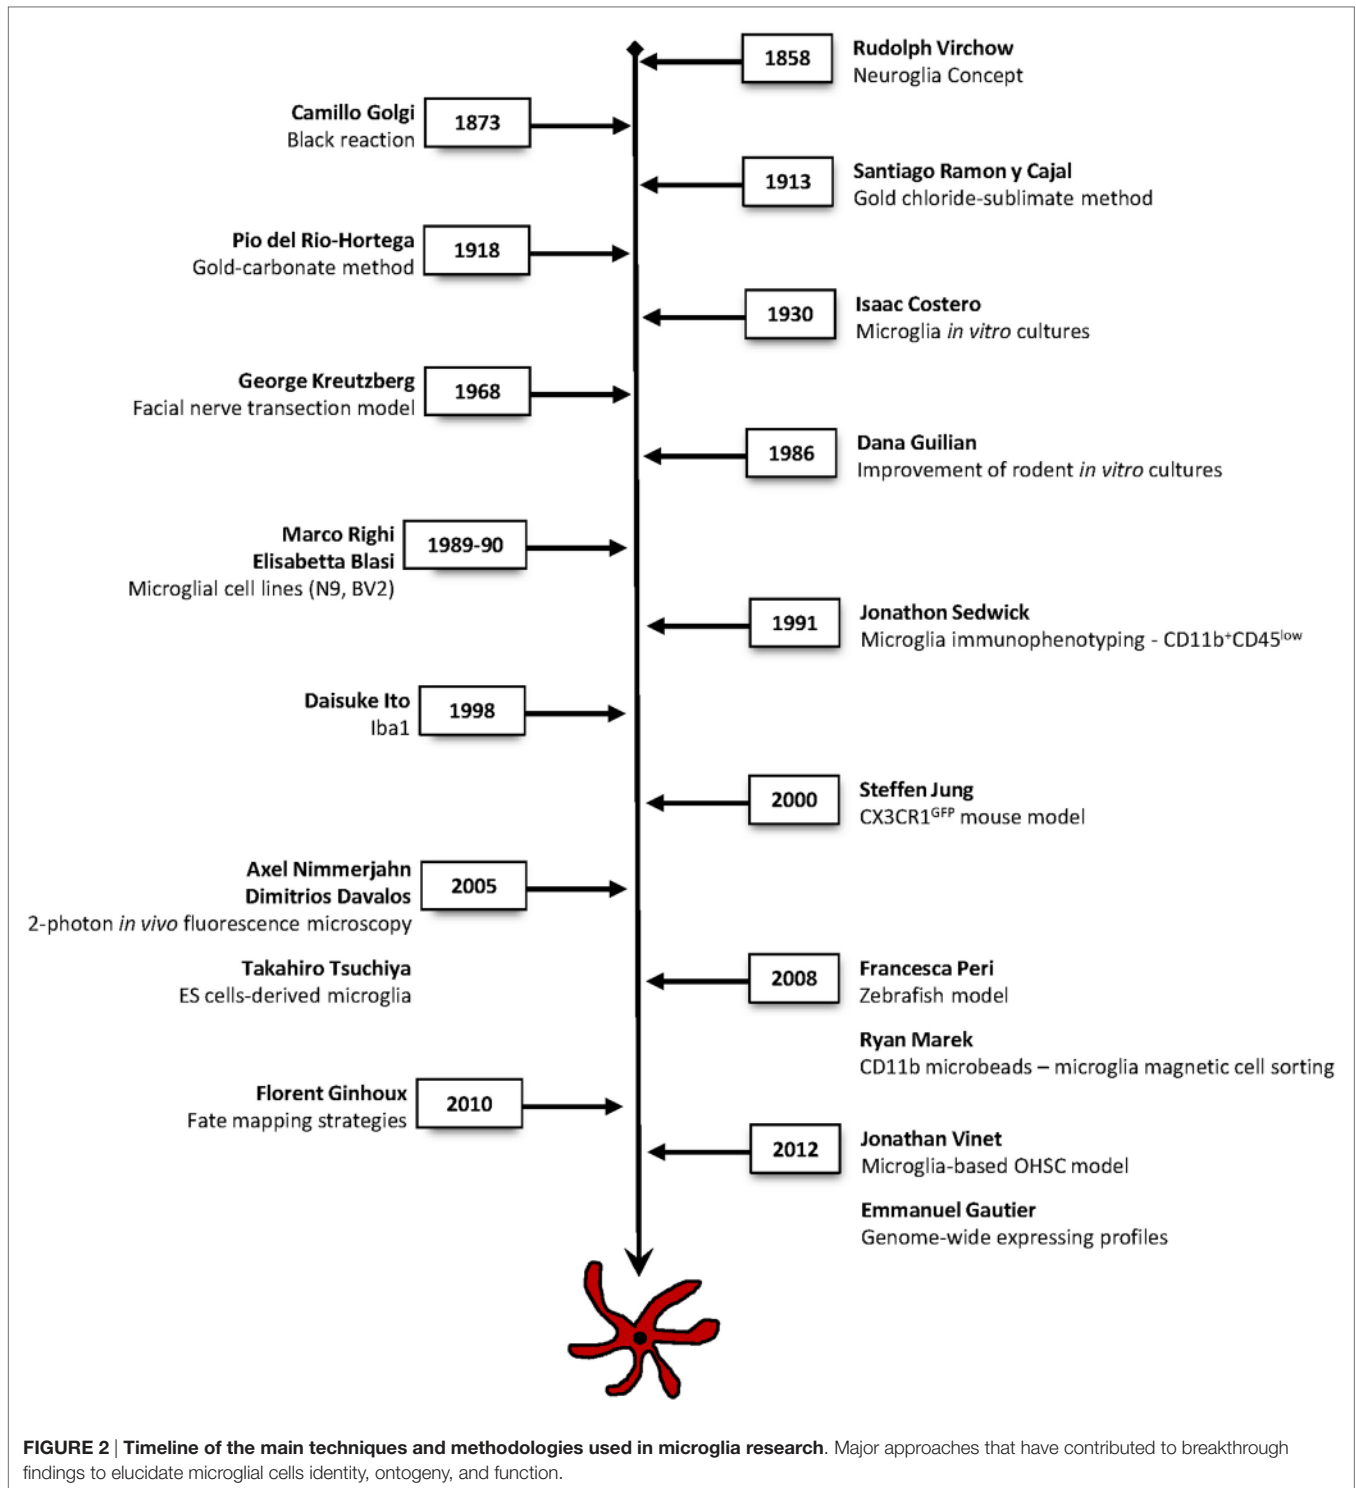 1858
Rudolph Virchow
Neuroglia Concept
Camillo Golgi
Black reaction
1873
1913
Santiago Ramon y Cajal
Gold chloride-sublimate method
Pio del Rio-Hortega
Gold-carbonate method
1918
1930
Isaac Costero
Microglia in vitro cultures
George Kreutzberg
Facial nerve transection model
1968
1986
Dana Guilian
Improvement of rodent in vitro cultures
Marco Righi
Elisabetta Blasi
Microglial cell lines (N9, BV2)
1989-90
1991
Jonathon Sedwick
Microglia immunophenotyping - CD11b⁺CD45ˡᵒʷ
Daisuke Ito
Iba1
1998
2000
Steffen Jung
CX3CR1ᴳᶠᴾ mouse model
Axel Nimmerjahn
Dimitrios Davalos
2-photon in vivo fluorescence microscopy
2005
Takahiro Tsuchiya
ES cells-derived microglia
2008
Francesca Peri
Zebrafish model
Ryan Marek
CD11b microbeads – microglia magnetic cell sorting
Florent Ginhoux
Fate mapping strategies
2010
2012
Jonathan Vinet
Microglia-based OHSC model
Emmanuel Gautier
Genome-wide expressing profiles
FIGURE 2 | Timeline of the main techniques and methodologies used in microglia research. Major approaches that have contributed to breakthrough
findings to elucidate microglial cells identity, ontogeny, and function.